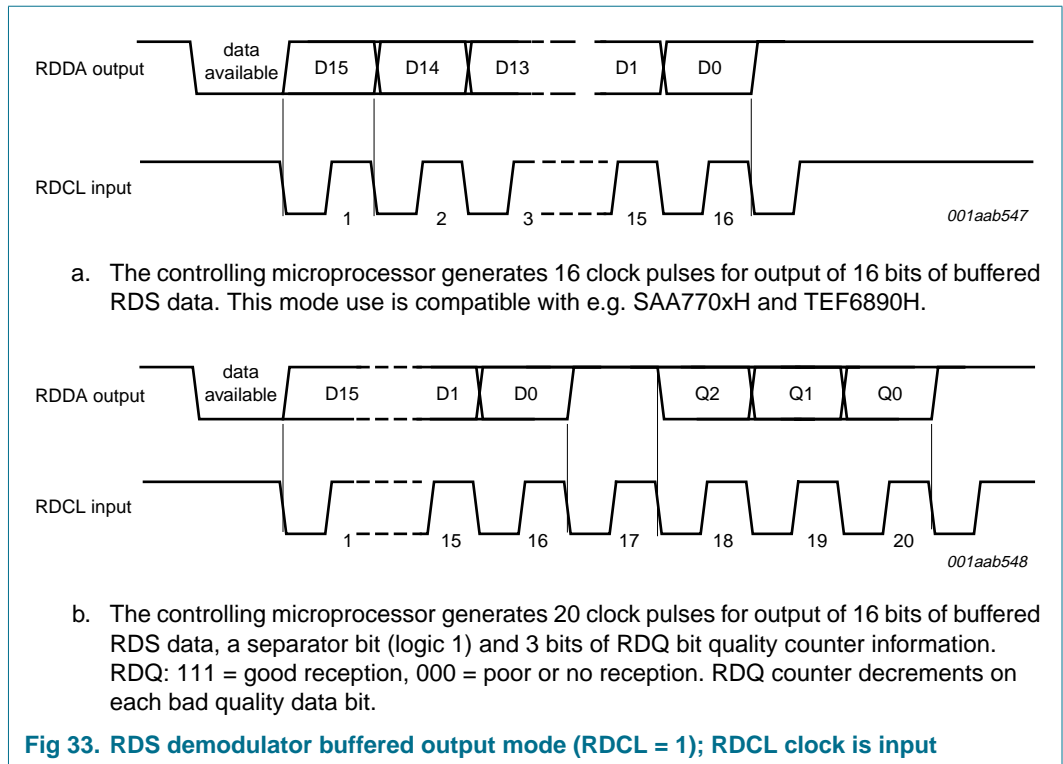 data
available
RDDA output
D15 D14 D13 D1 D0
RDCL input
1 2 3 15 16
001aab547
a. The controlling microprocessor generates 16 clock pulses for output of 16 bits of buffered
RDS data. This mode use is compatible with e.g. SAA770xH and TEF6890H.
data
available
RDDA output
D15 D1 D0 Q2 Q1 Q0
RDCL input
1 15 16 17 18 19 20
001aab548
b. The controlling microprocessor generates 20 clock pulses for output of 16 bits of buffered
RDS data, a separator bit (logic 1) and 3 bits of RDQ bit quality counter information.
RDQ: 111 = good reception, 000 = poor or no reception. RDQ counter decrements on
each bad quality data bit.
Fig 33. RDS demodulator buffered output mode (RDCL = 1); RDCL clock is input